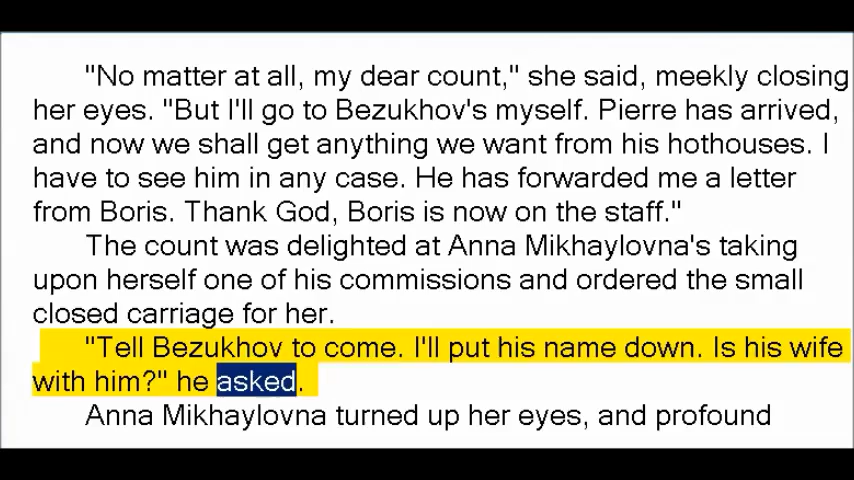 "No matter at all, my dear count," she said, meekly closing
her eyes. "But I'll go to Bezukhov's myself. Pierre has arrived,
and now we shall get anything we want from his hothouses. I
have to see him in any case. He has forwarded me a letter
from Boris. Thank God, Boris is now on the staff."
The count was delighted at Anna Mikhaylovna's taking
upon herself one of his commissions and ordered the small
closed carriage for her.
"Tell Bezukhov to come. I'll put his name down. Is his wife
with him?" he asked.
Anna Mikhaylovna turned up her eyes, and profound